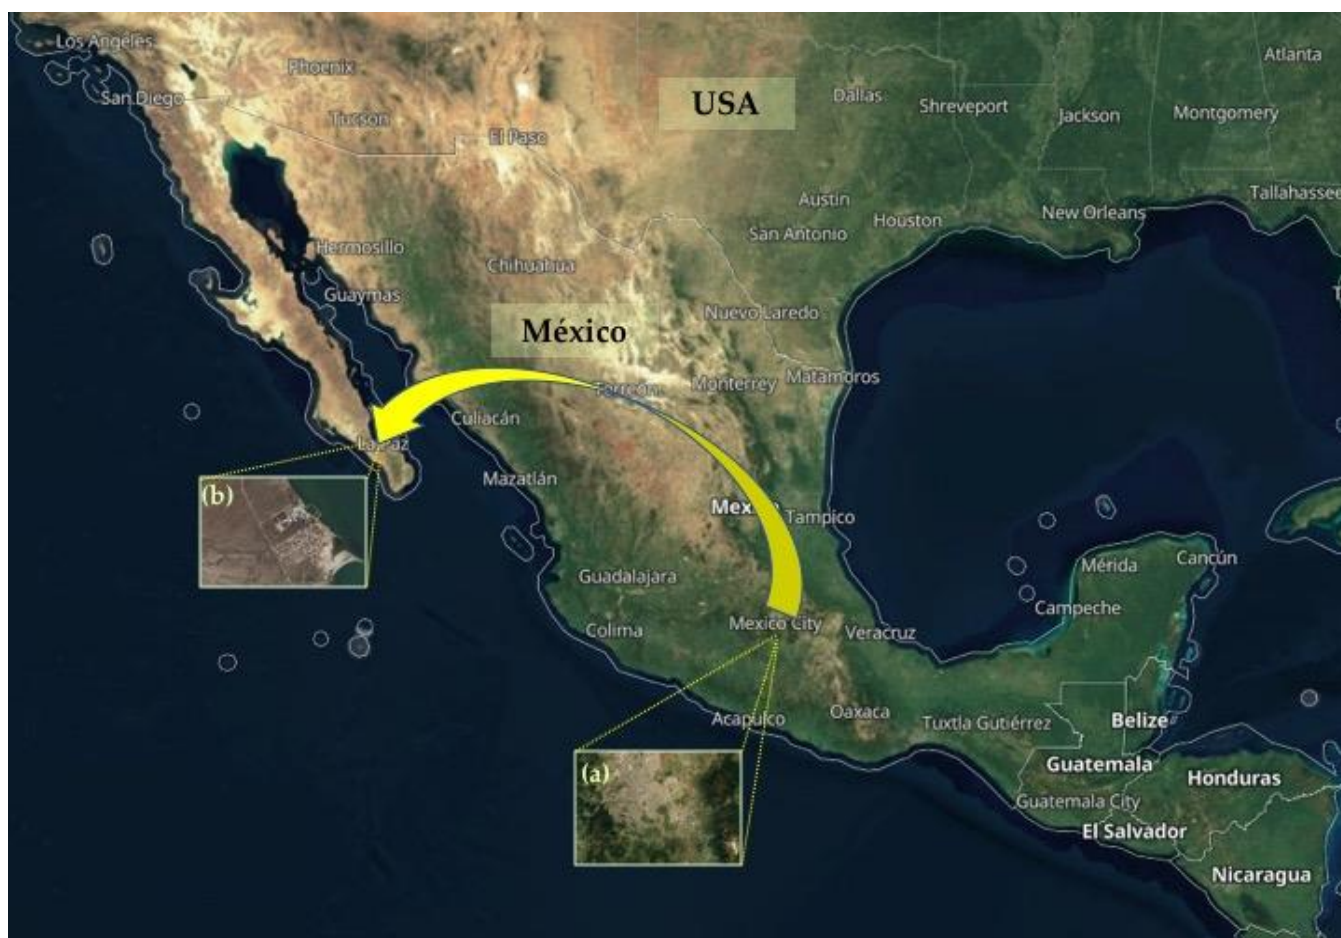 Los Angeles
Atlanta
Phoenix
USA
Dallas
San Diego
Shreveport
Jackson
Montgomery
Tucson
El Paso
Tallahassee
Austin
New Orleans
Houston
San Antonio
Hermosillo
Chihuahua
Guaymas
Nuevo Laredo
México
Monterrey
Matamoros
Torreón
Culiacán
La Paz
Mazatlán
(b)
Tampico
Cancún
Mérida
Guadalajara
Campeche
Mexico City
Colima
Veracruz
Oaxaca
Acapulco
Tuxtla Gutiérrez
Belize
Guatemala
(a)
Honduras
Guatemala City
El Salvador
Nicaragua